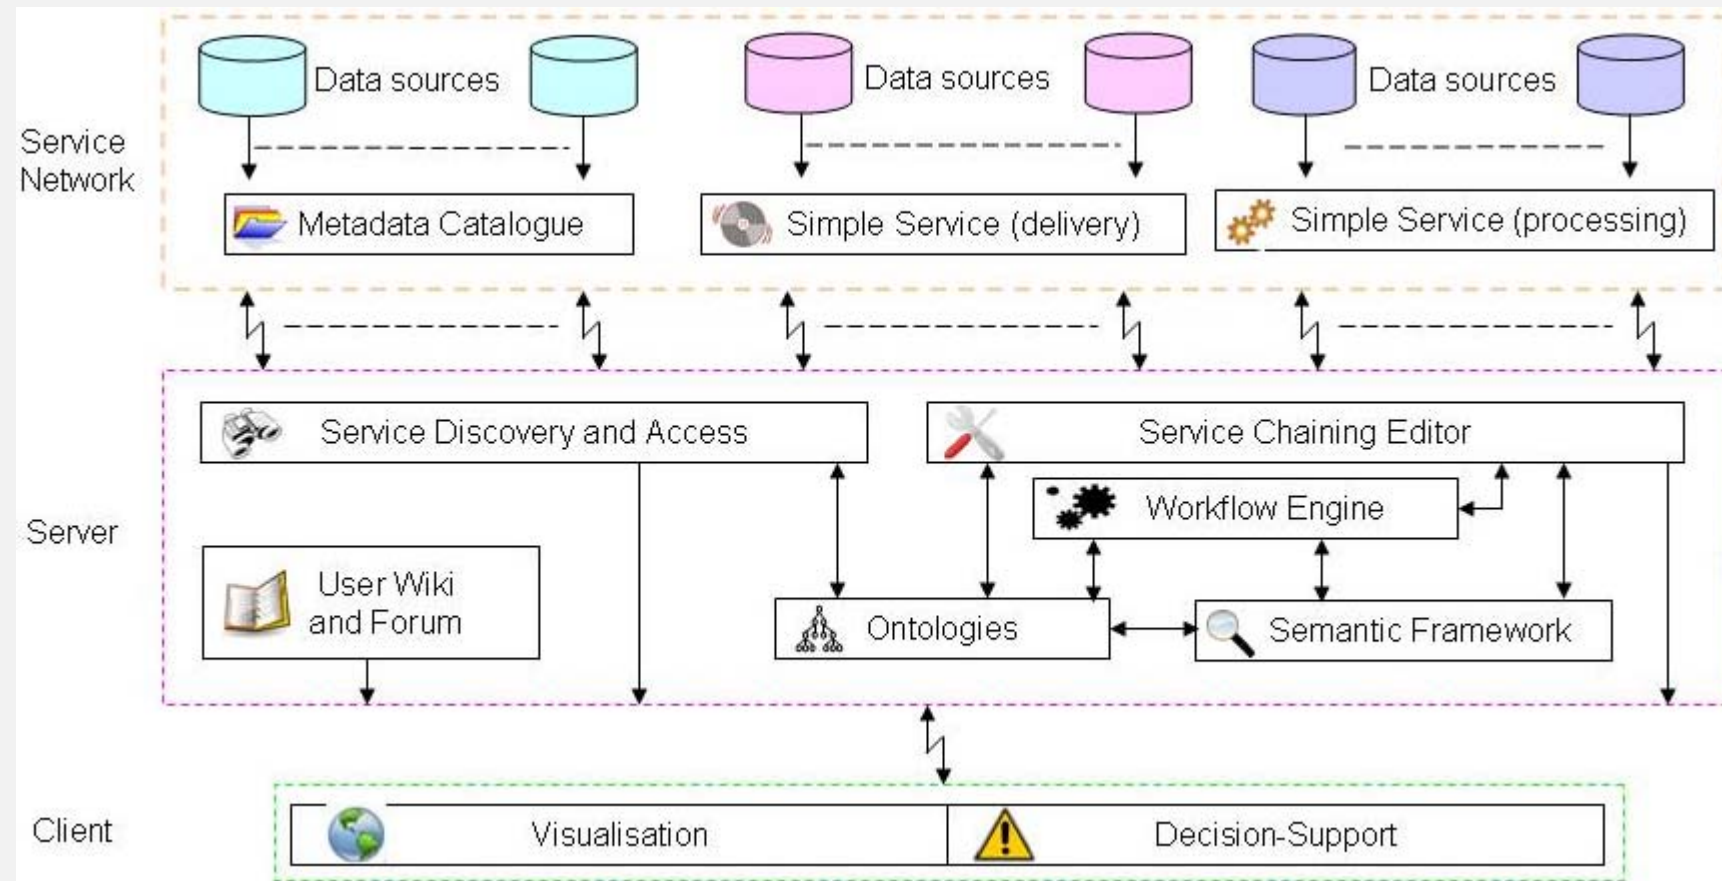 Service
Network
Data sources
Data sources
Data sources
Metadata Catalogue
Simple Service (delivery)
Simple Service (processing)
Server
Service Discovery and Access
Service Chaining Editor
Workflow Engine
User Wiki
and Forum
Ontologies
Semantic Framework
Client
Visualisation
Decision-Support